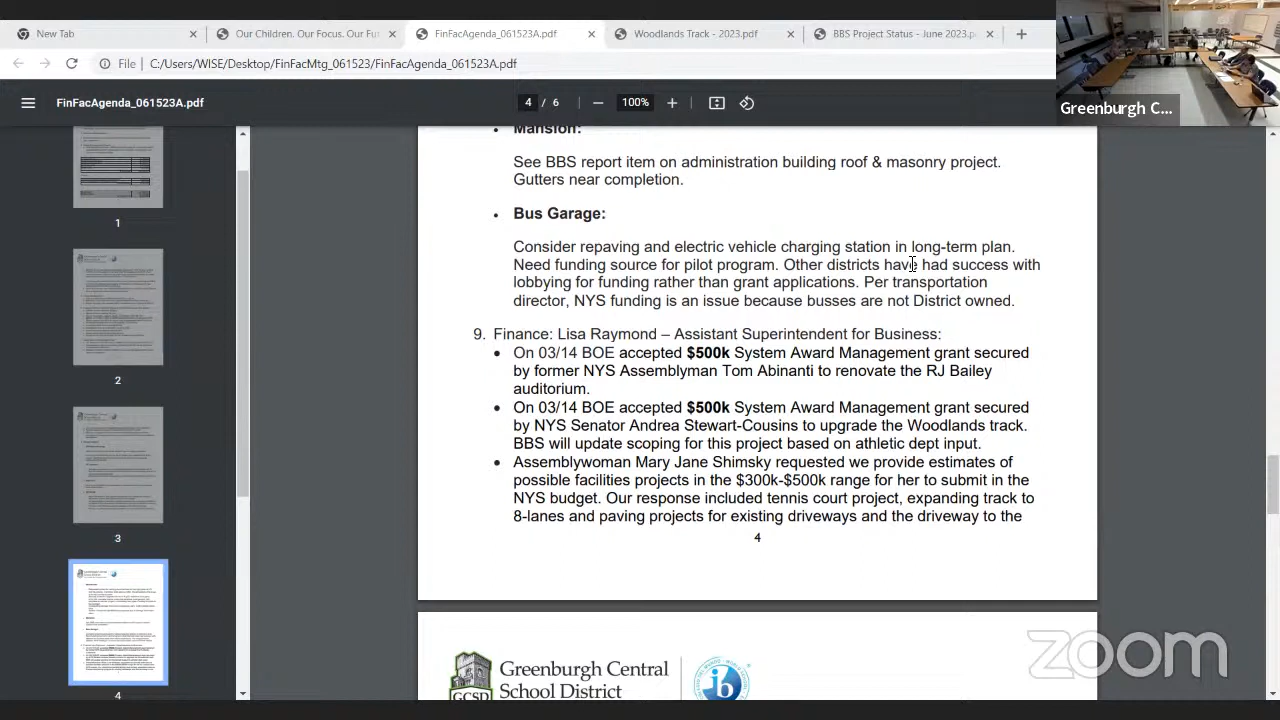 New Tab
Our Children. Our Focus. Our Fu
FinFacAgenda_061523A.pdf
Woodlands Track - 2023.pdf
BBS Project Status - June 2023.p
File
C:/Users/WISE/Desktop/FinFacMtg_061523/FinFacAgenda_061523A.pdf
Greenburgh C...
FinFacAgenda_061523A.pdf
4 / 6
100%
1
2
3
4
Mansion:
See BBS report item on administration building roof & masonry project.
Gutters near completion.
Bus Garage:
Consider repaving and electric vehicle charging station in long-term plan.
Need funding source for pilot program. Other districts have had success with
lobbying for funding rather than grant applications. Per transportation
director, NYS funding is an issue because busses are not District owned.
9. Finance: Lisa Raymond – Assistant Superintendent for Business:
• On 03/14 BOE accepted $500k System Award Management grant secured
by former NYS Assemblyman Tom Abinanti to renovate the RJ Bailey
auditorium.
• On 03/14 BOE accepted $500k System Award Management grant secured
by NYS Senator Andrea Stewart-Cousins to upgrade the Woodlands track.
BBS will update scoping for this project based on athletic dept input.
• Assemblywoman Mary Jane Shimsky requested we provide estimates of
possible facilities projects in the $300k-$500k range for her to submit in the
NYS budget. Our response included tennis court project, expanding track to
8-lanes and paving projects for existing driveways and the driveway to the
4
Greenburgh Central
School District
GCSD
ib
zoom